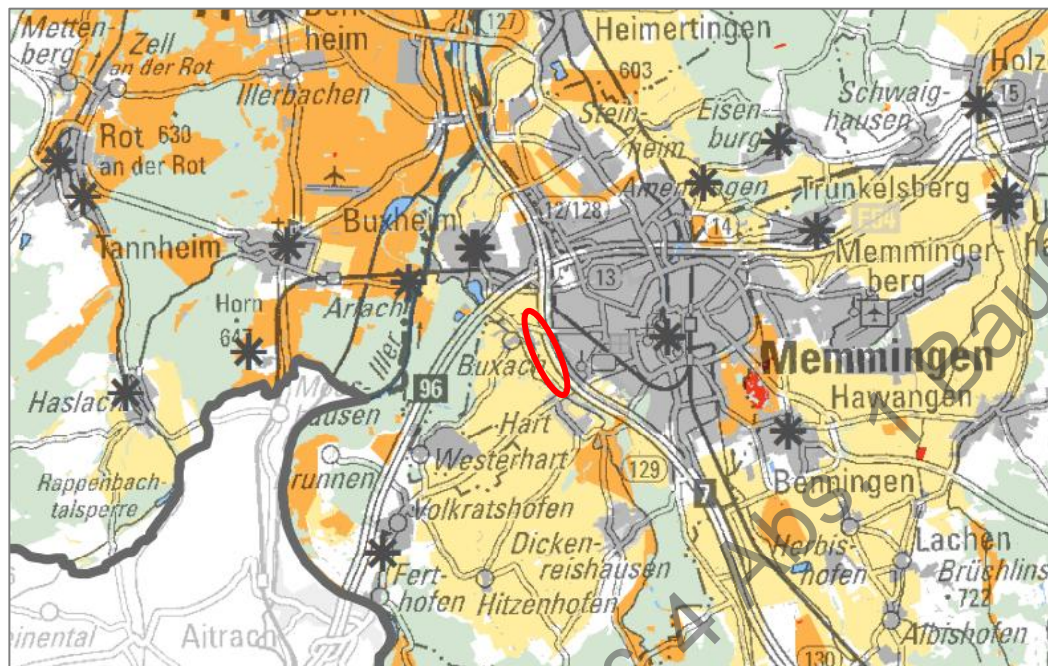 Metten-
berg
Zell
an der Rot
heim
Illerbachen
127
Heimertingen
603
Stein-
heim
Eisen-
burg
Schwaig-
hausen
Holz
15
Rot 630
an der Rot
Amendingen
Trunkelsberg
12/128
14
Buxheim
Tannheim
Memminger-
berg
13
Horn
Arlach
Iller
Buxach
Memmingen
96
Haslach
hausen
Hart
Hawangen
Westerhart
129
Rappenbach-
talsperre
runnen
7
Benningen
Volkratshofen
Dicken-
reishausen
Herbis-
hofen
Lachen
Brüchlins
722
Fert-
hofen
Hitzenhofen
Aitrach
Albishofen
130